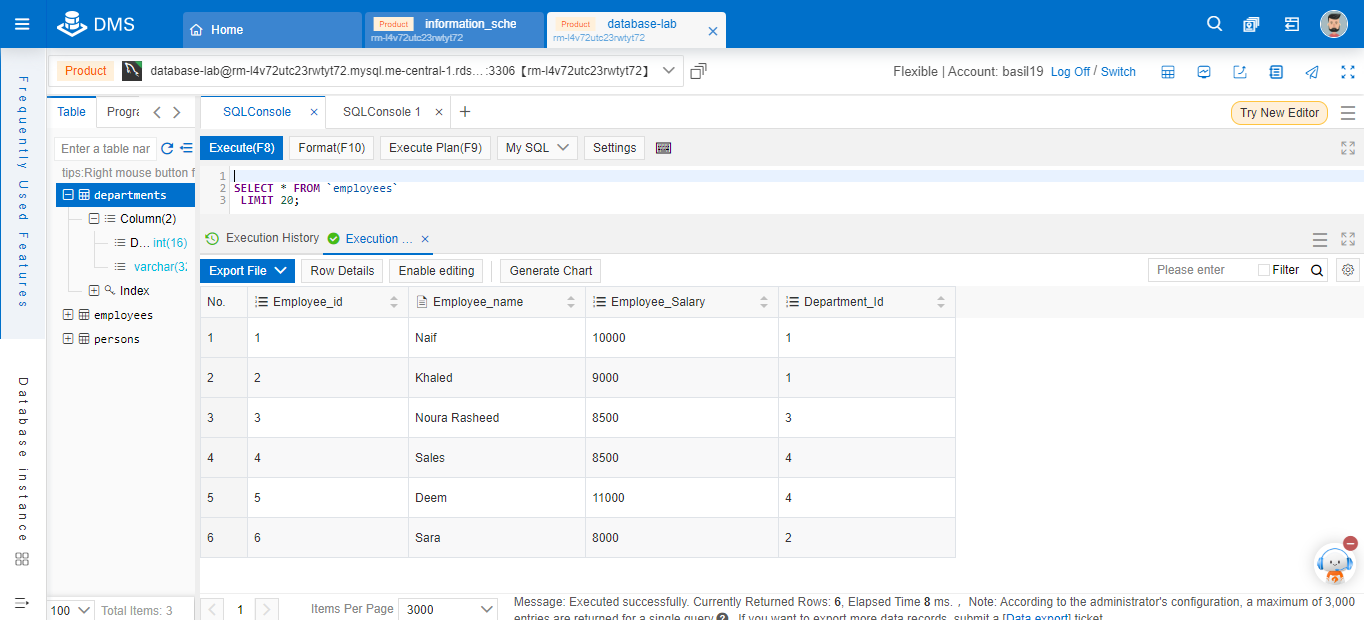 DMS
Home
Product information_sche
rm-l4v72utc23rwtyt72
Product database-lab
rm-l4v72utc23rwtyt72
Frequently Used Features
Database instance
Product database-lab@rm-l4v72utc23rwtyt72.mysql.me-central-1.rds... :3306【rm-l4v72utc23rwtyt72】
Flexible | Account: basil19 Log Off / Switch
Table Progra
SQLConsole
SQLConsole 1
Try New Editor
Enter a table nar
tips:Right mouse button f
departments
Column(2)
D... int(16)
varchar(32
Index
employees
persons
100 Total Items: 3
Execute(F8) Format(F10) Execute Plan(F9) My SQL Settings
1
2 SELECT * FROM `employees`
3 LIMIT 20;
Execution History Execution ...
Export File Row Details Enable editing Generate Chart Please enter Filter
No. Employee_id Employee_name Employee_Salary Department_Id
1 1 Naif 10000 1
2 2 Khaled 9000 1
3 3 Noura Rasheed 8500 3
4 4 Sales 8500 4
5 5 Deem 11000 4
6 6 Sara 8000 2
1 Items Per Page 3000
Message: Executed successfully. Currently Returned Rows: 6, Elapsed Time 8 ms. , Note: According to the administrator's configuration, a maximum of 3,000
entries are returned for a single query ? . If you want to export more data records, submit a [Data export] ticket